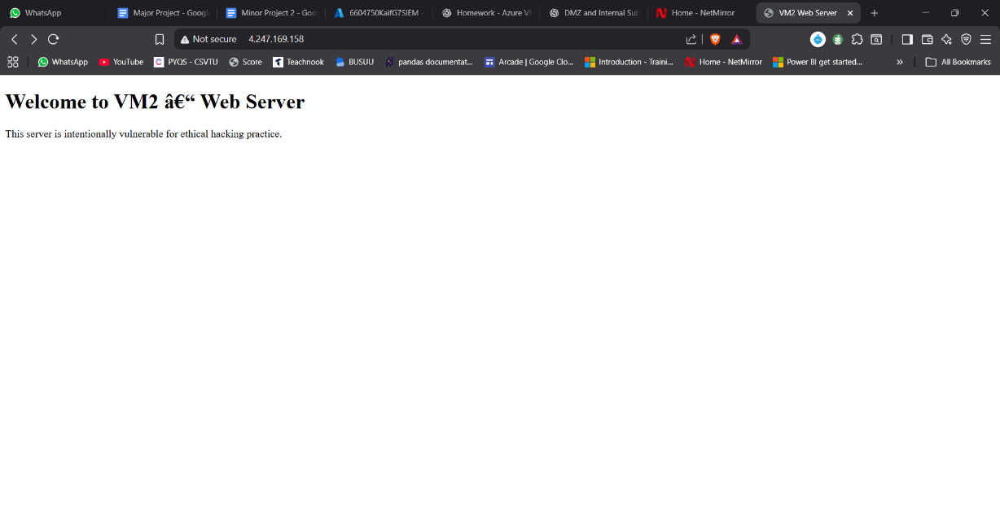 WhatsApp
Major Project - Googl
Minor Project 2 - Goo
6604750KaifG7SIEM -
Homework - Azure VM
DMZ and Internal Sub
Home - NetMirror
VM2 Web Server
Not secure 4.247.169.158
WhatsApp
YouTube
PYQS - CSVTU
Score
Teachnook
BUSUU
pandas documentat...
Arcade | Google Clo...
Introduction - Traini...
Home - NetMirror
Power BI get started...
»
All Bookmarks
Welcome to VM2 â€“ Web Server
This server is intentionally vulnerable for ethical hacking practice.